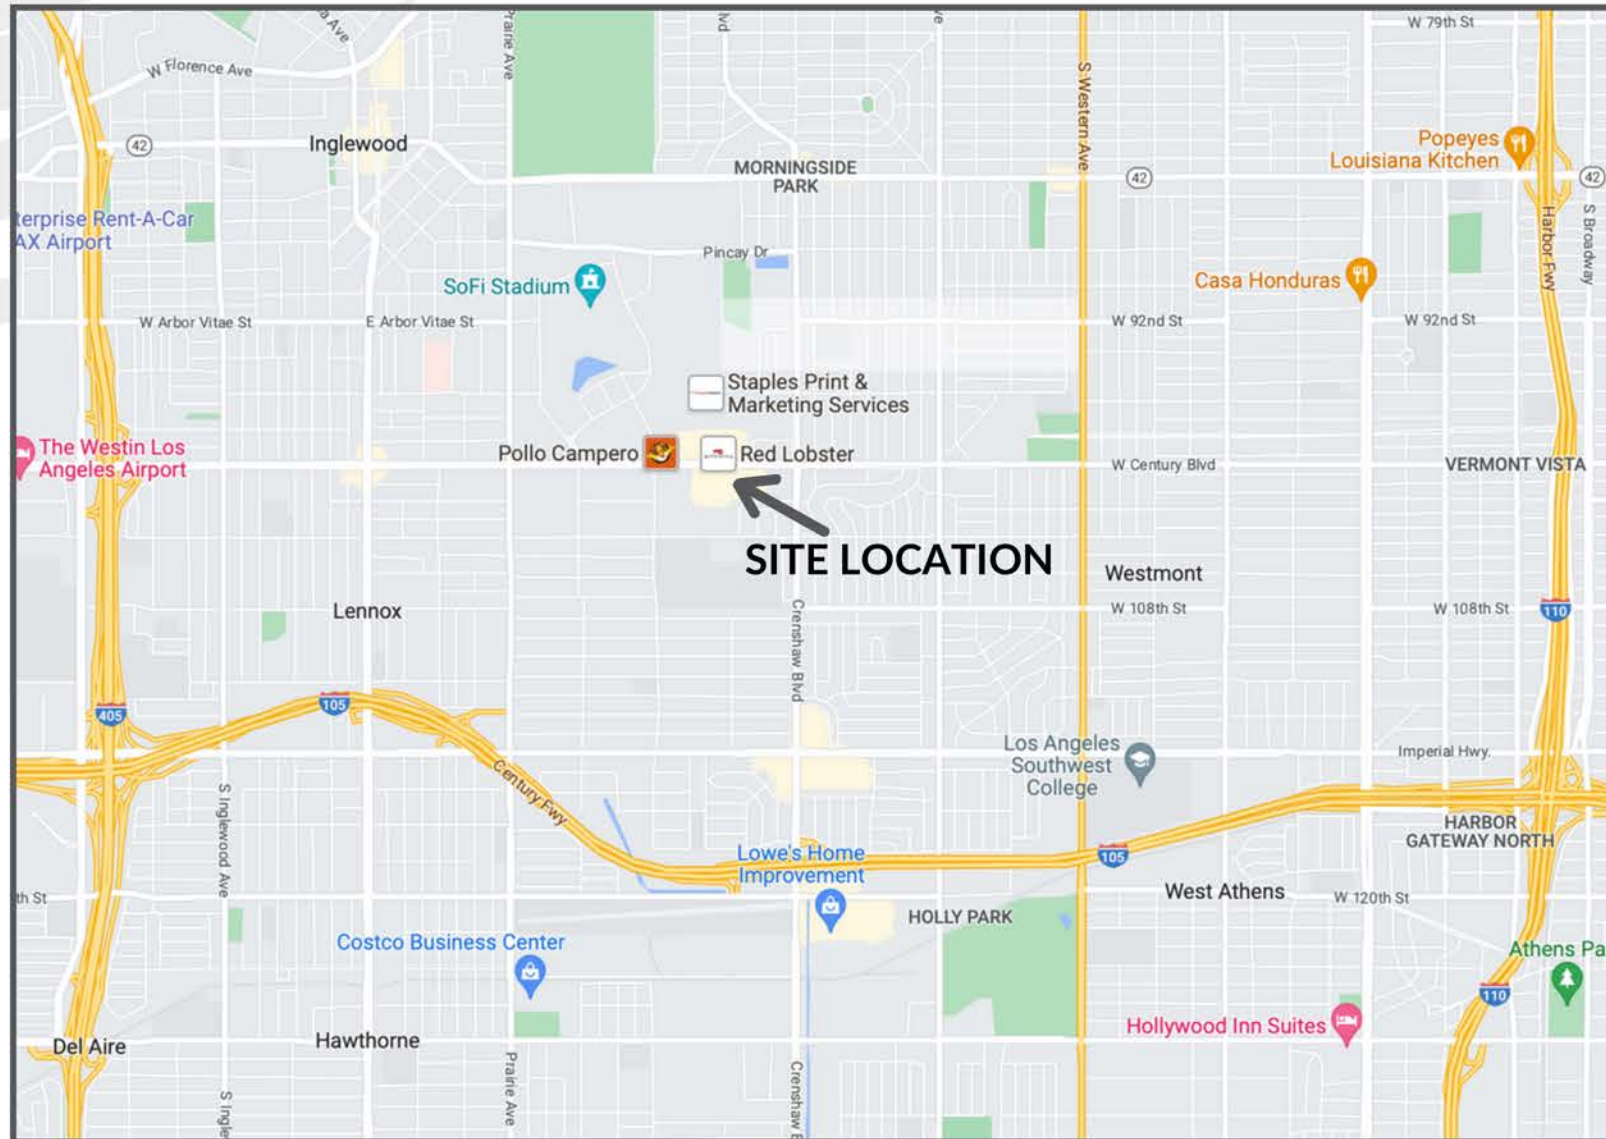 W 79th St
W Florence Ave
Prairie Ave
S Western Ave
42
Inglewood
Popeyes
Louisiana Kitchen
MORNINGSIDE
PARK
42
42
Harbor Fwy
S Broadway
terprise Rent-A-Car
AX Airport
Pincay Dr
SoFi Stadium
Casa Honduras
W Arbor Vitae St
E Arbor Vitae St
W 92nd St
W 92nd St
Staples Print &
Marketing Services
The Westin Los
Angeles Airport
Pollo Campero
Red Lobster
W Century Blvd
VERMONT VISTA
SITE LOCATION
Westmont
Lennox
Crenshaw Blvd
W 108th St
W 108th St
110
105
405
Los Angeles
Southwest
College
Imperial Hwy.
Century Fwy
S Inglewood Ave
HARBOR
GATEWAY NORTH
105
Lowe's Home
Improvement
West Athens
W 120th St
th St
HOLLY PARK
Costco Business Center
Athens Pa
110
Hollywood Inn Suites
Del Aire
Hawthorne
Prairie Ave
Crenshaw B
S Ingle